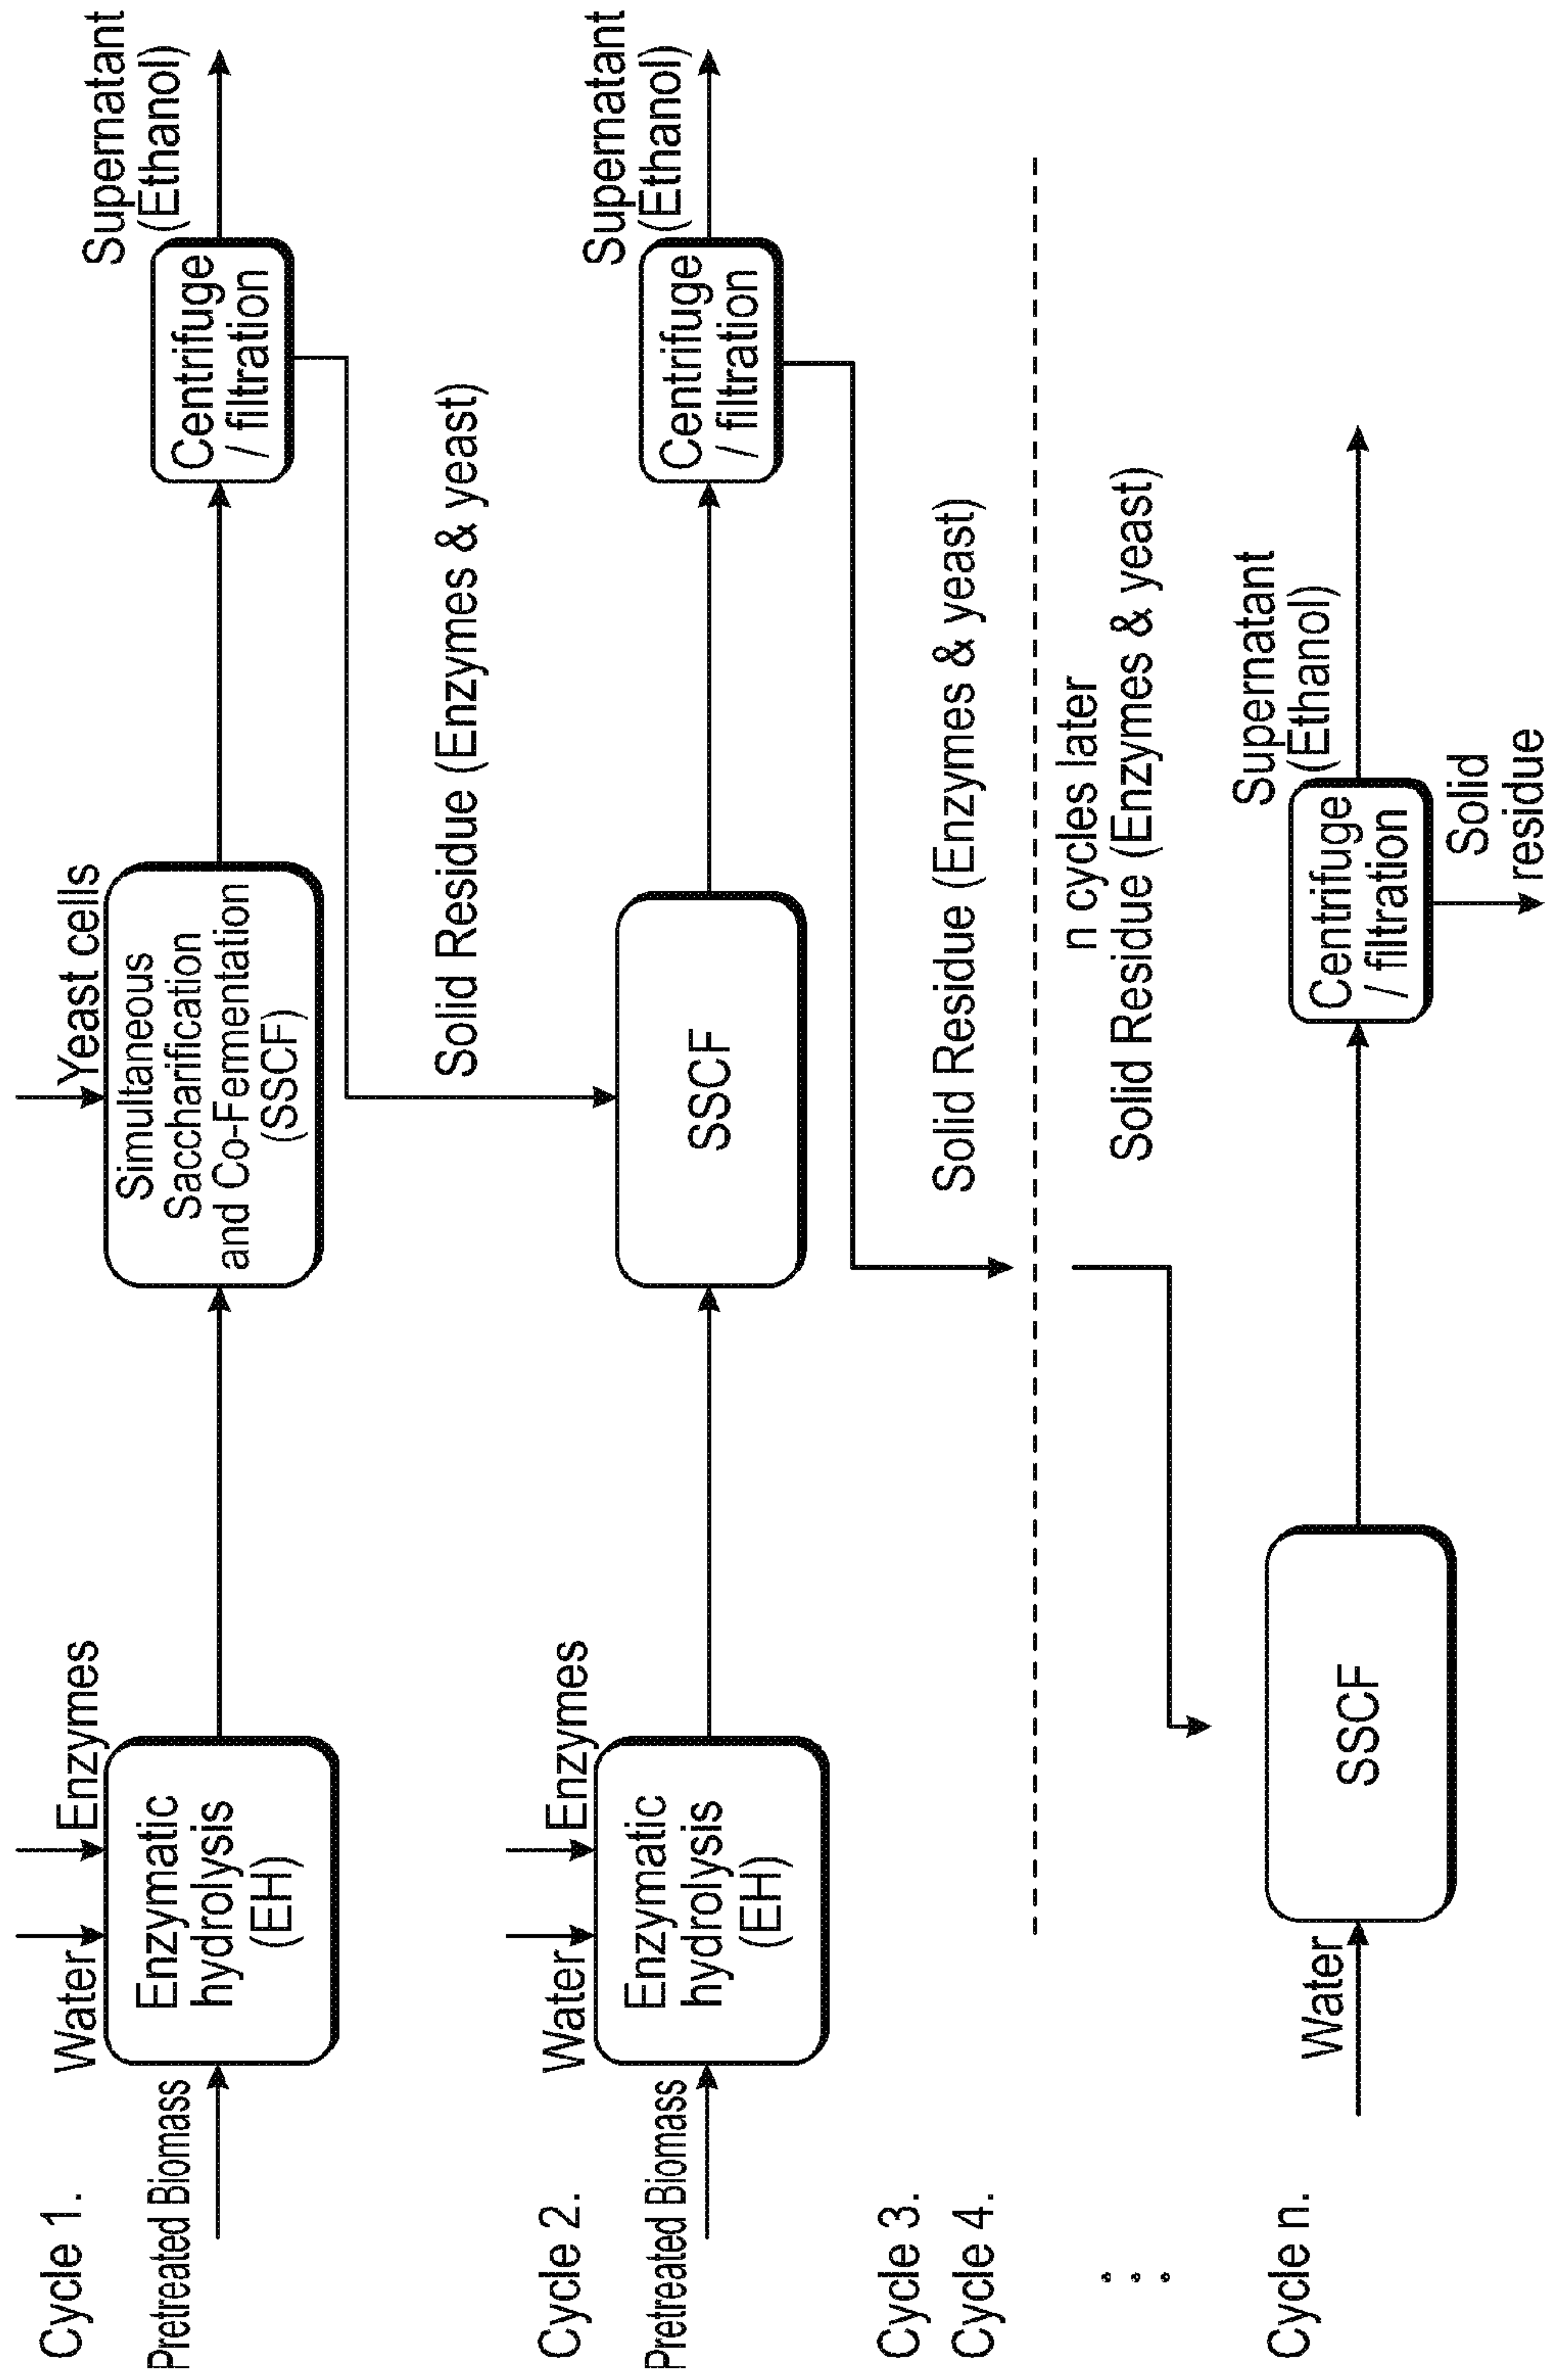 Cycle 1.
Pretreated Biomass
Water
Enzymes
Enzymatic
hydrolysis
(EH)
Yeast cells
Simultaneous
Saccharification
and Co-Fermentation
(SSCF)
Centrifuge
/ filtration
Supernatant
(Ethanol)
Solid Residue (Enzymes & yeast)
Cycle 2.
Pretreated Biomass
Water
Enzymes
Enzymatic
hydrolysis
(EH)
SSCF
Centrifuge
/ filtration
Supernatant
(Ethanol)
Solid Residue (Enzymes & yeast)
Cycle 3.
Cycle 4.
n cycles later
Solid Residue (Enzymes & yeast)
Cycle n.
Water
SSCF
Centrifuge
/ filtration
Supernatant
(Ethanol)
Solid
residue